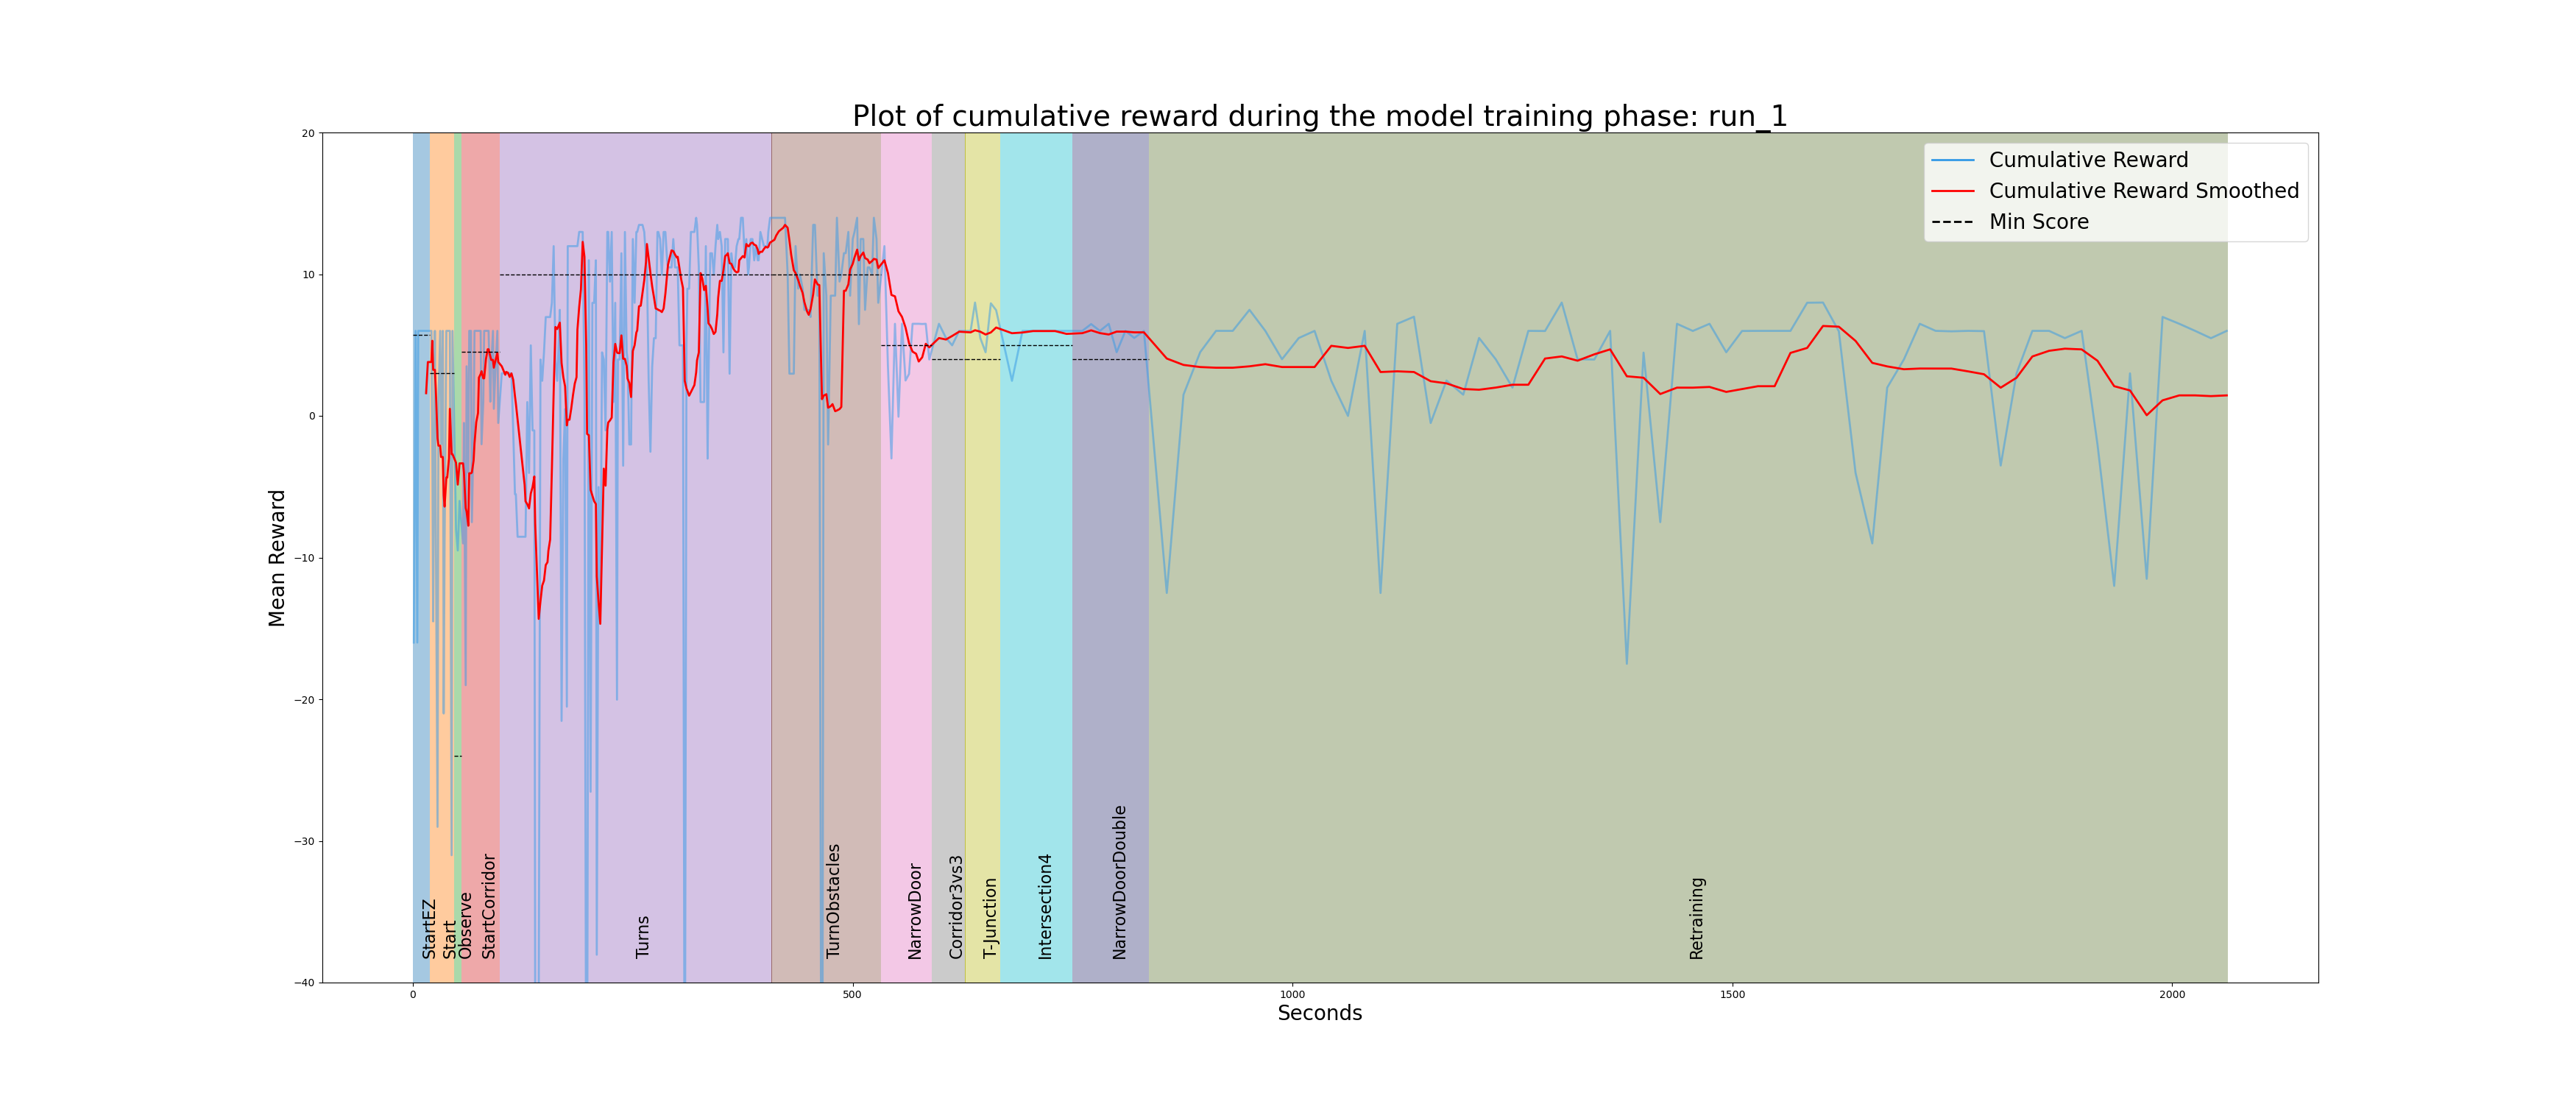 Plot of cumulative reward during the model training phase: run_1
Cumulative Reward
Cumulative Reward Smoothed
Min Score
Mean Reward
20
10
0
−10
−20
−30
−40
StartEZ
Start
Observe
StartCorridor
Turns
TurnObstacles
NarrowDoor
Corridor3vs3
T-Junction
Intersection4
NarrowDoorDouble
Retraining
0
500
1000
1500
2000
Seconds